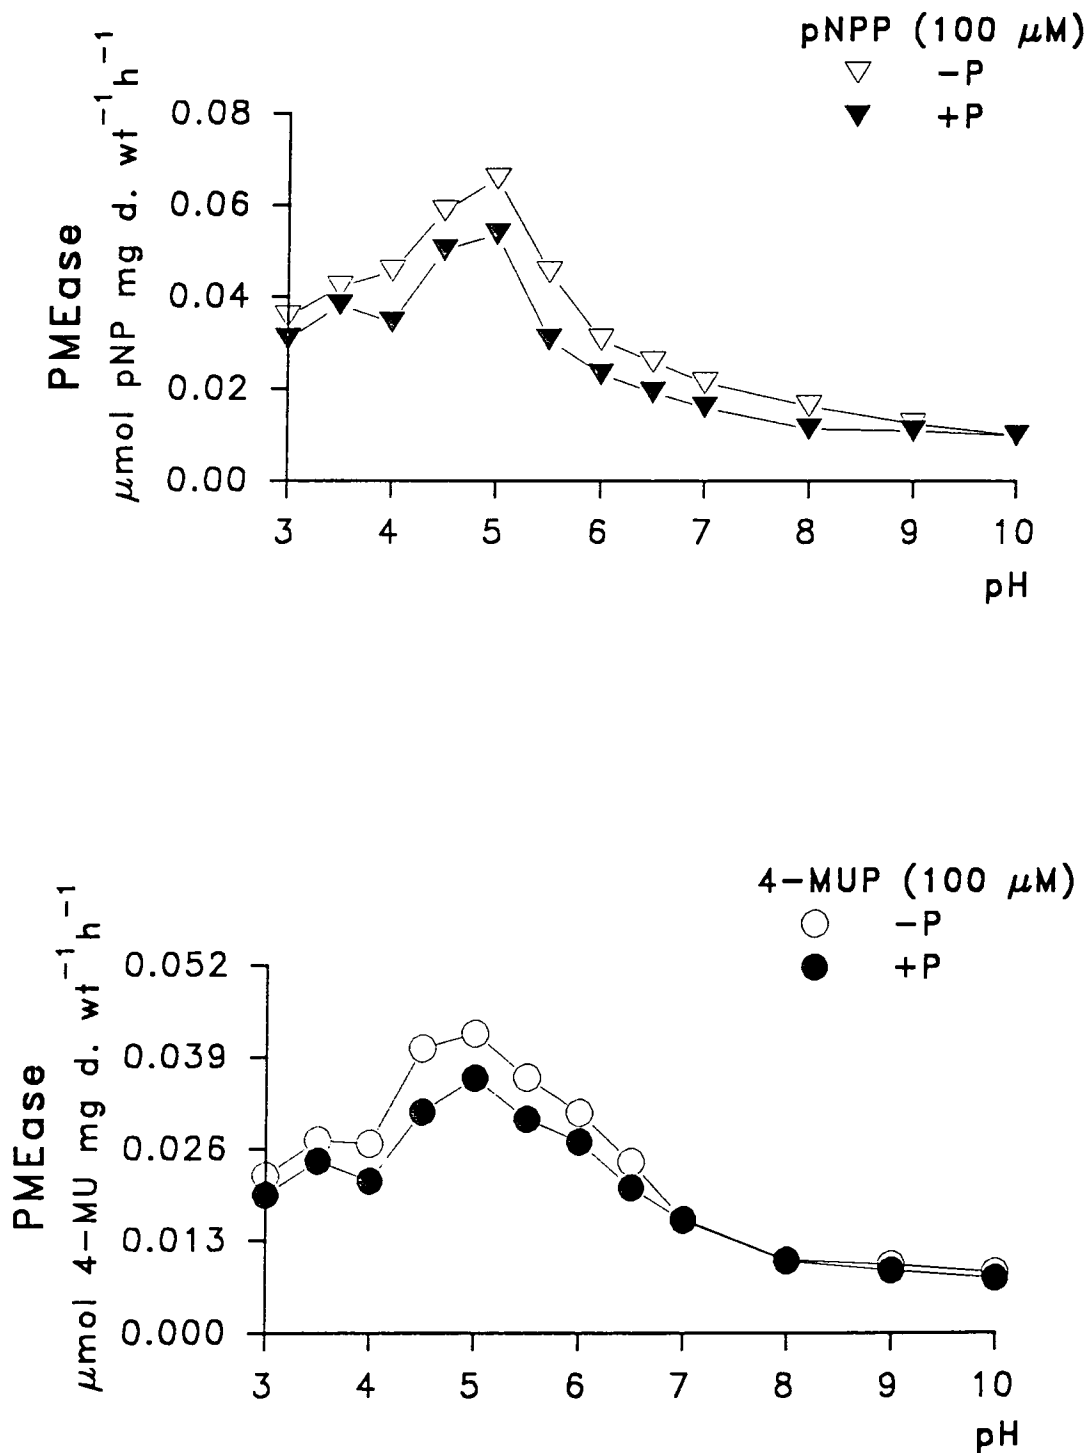 pNPP (100 μM)
-P
+P
PMEase
μmol pNP mg d. wt⁻¹h⁻¹
0.08
0.06
0.04
0.02
0.00
3 4 5 6 7 8 9 10
pH
4-MUP (100 μM)
-P
+P
PMEase
μmol 4-MU mg d. wt⁻¹h⁻¹
0.052
0.039
0.026
0.013
0.000
3 4 5 6 7 8 9 10
pH